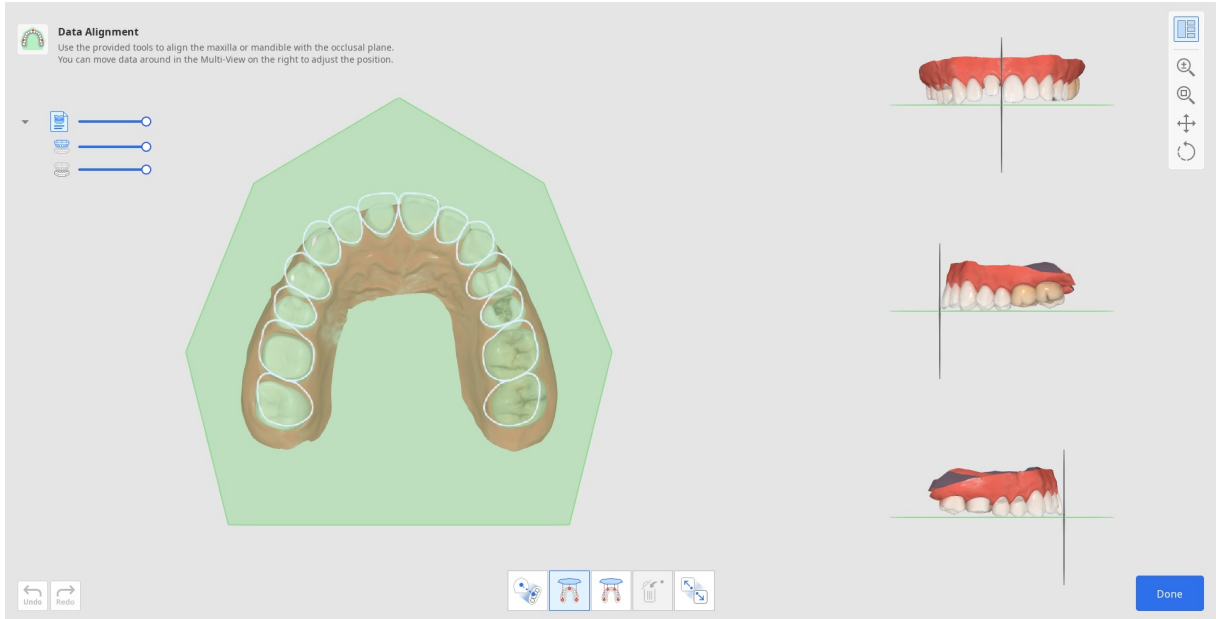 Data Alignment
Use the provided tools to align the maxilla or mandible with the occlusal plane.
You can move data around in the Multi-View on the right to adjust the position.
Undo
Redo
Done